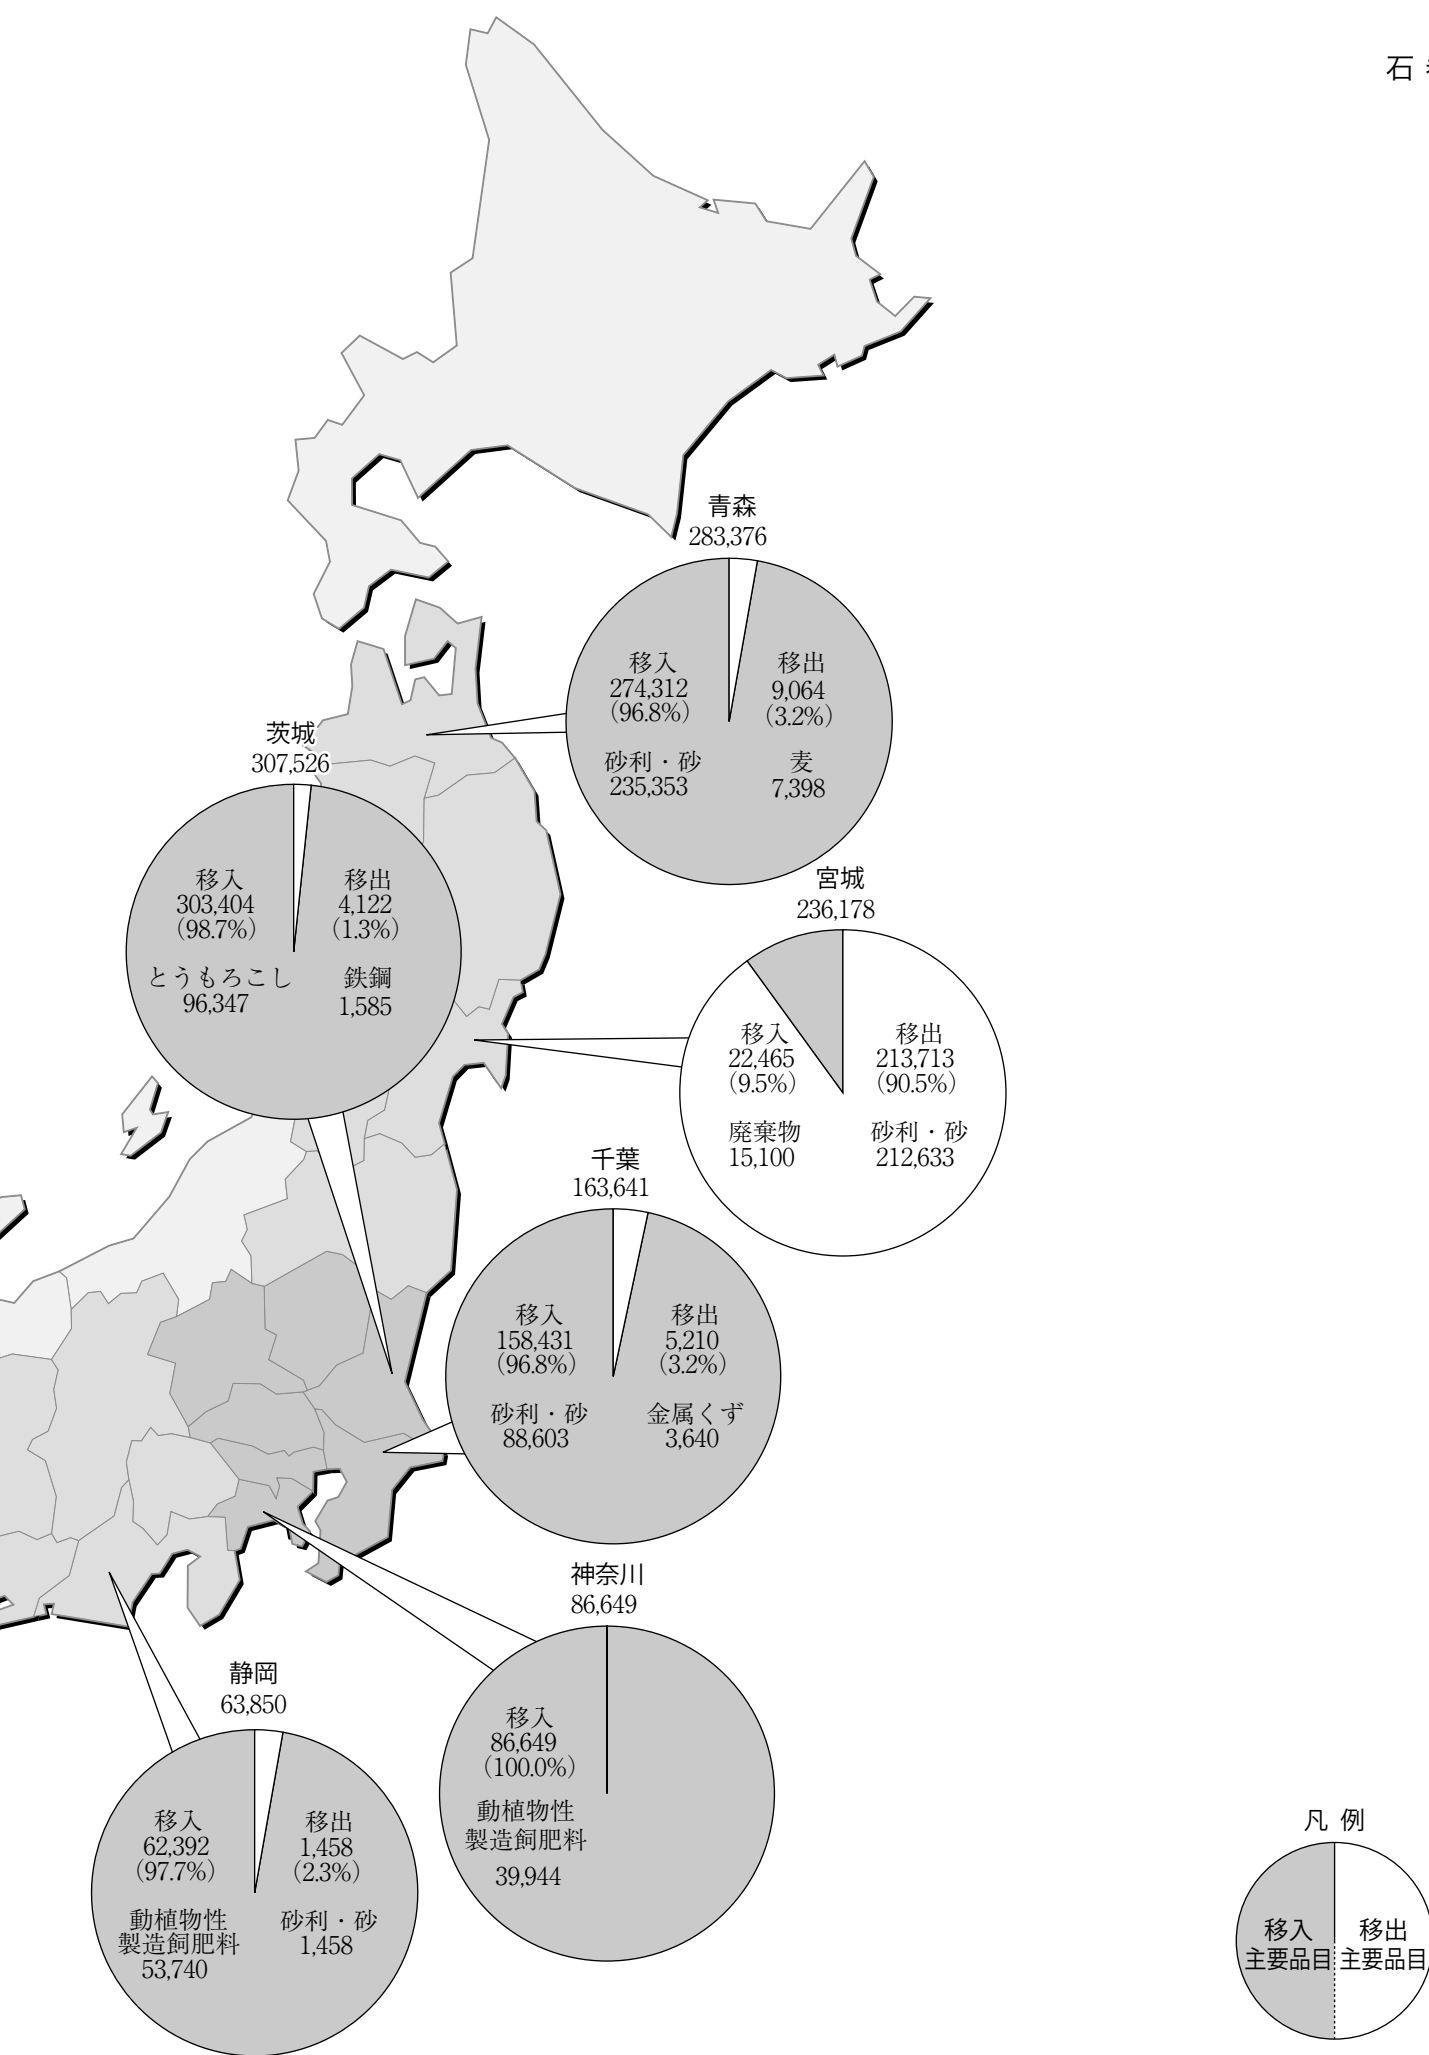 石
青森
283,376
移入
274,312
（96.8%）
砂利・砂
235,353
移出
9,064
（3.2%）
麦
7,398
茨城
307,526
移入
303,404
（98.7%）
とうもろこし
96,347
移出
4,122
（1.3%）
鉄鋼
1,585
宮城
236,178
移入
22,465
（9.5%）
廃棄物
15,100
移出
213,713
（90.5%）
砂利・砂
212,633
千葉
163,641
移入
158,431
（96.8%）
砂利・砂
88,603
移出
5,210
（3.2%）
金属くず
3,640
神奈川
86,649
移入
86,649
（100.0%）
動植物性
製造飼肥料
39,944
静岡
63,850
移入
62,392
（97.7%）
動植物性
製造飼肥料
53,740
移出
1,458
（2.3%）
砂利・砂
1,458
凡 例
移入
主要品目
移出
主要品目